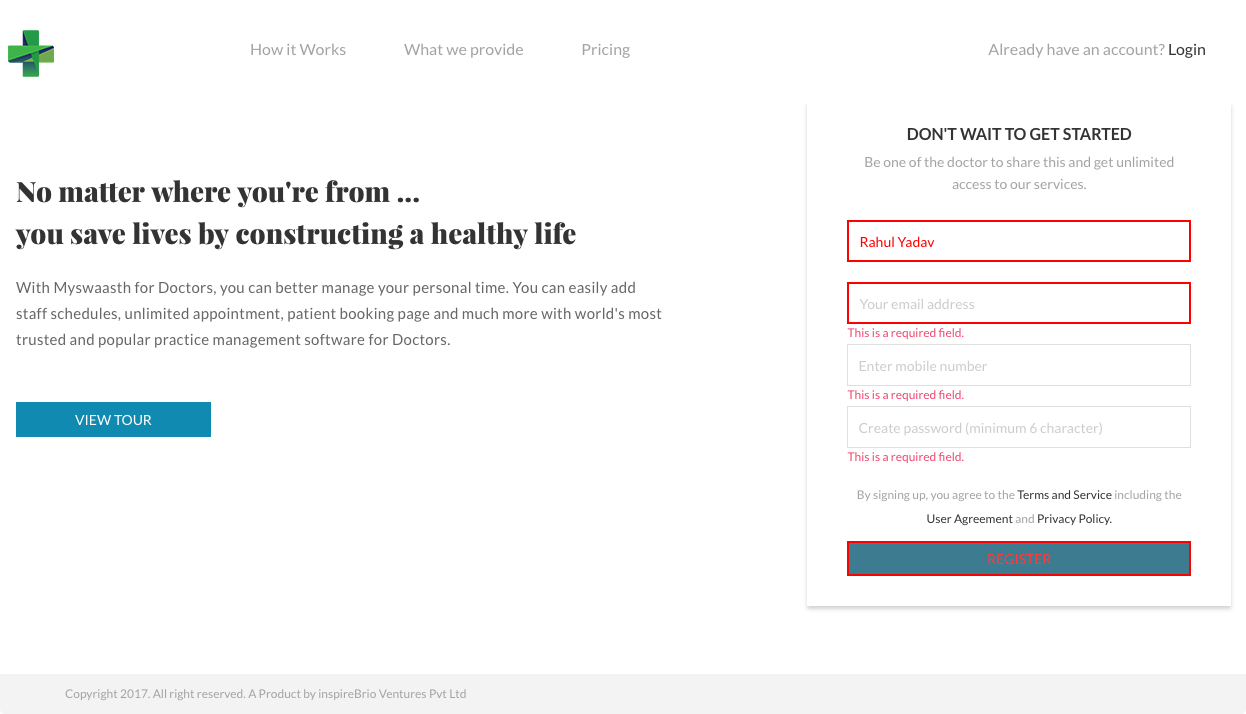 How it Works
What we provide
Pricing
Already have an account? Login
DON'T WAIT TO GET STARTED
Be one of the doctor to share this and get unlimited
access to our services.
No matter where you're from ...
you save lives by constructing a healthy life
With Myswaasth for Doctors, you can better manage your personal time. You can easily add
staff schedules, unlimited appointment, patient booking page and much more with world's most
trusted and popular practice management software for Doctors.
VIEW TOUR
Rahul Yadav
Your email address
This is a required field.
Enter mobile number
This is a required field.
Create password (minimum 6 character)
This is a required field.
By signing up, you agree to the Terms and Service including the
User Agreement and Privacy Policy.
REGISTER
Copyright 2017. All right reserved. A Product by inspireBrio Ventures Pvt Ltd